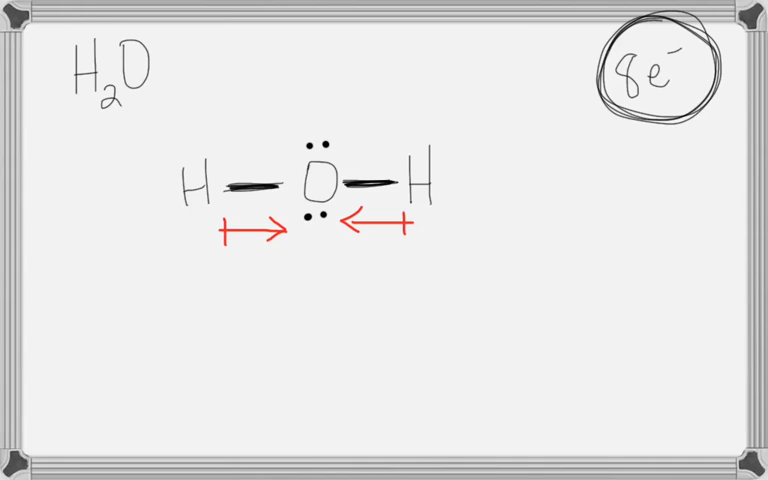 H₂O
8e⁻
H — O — H